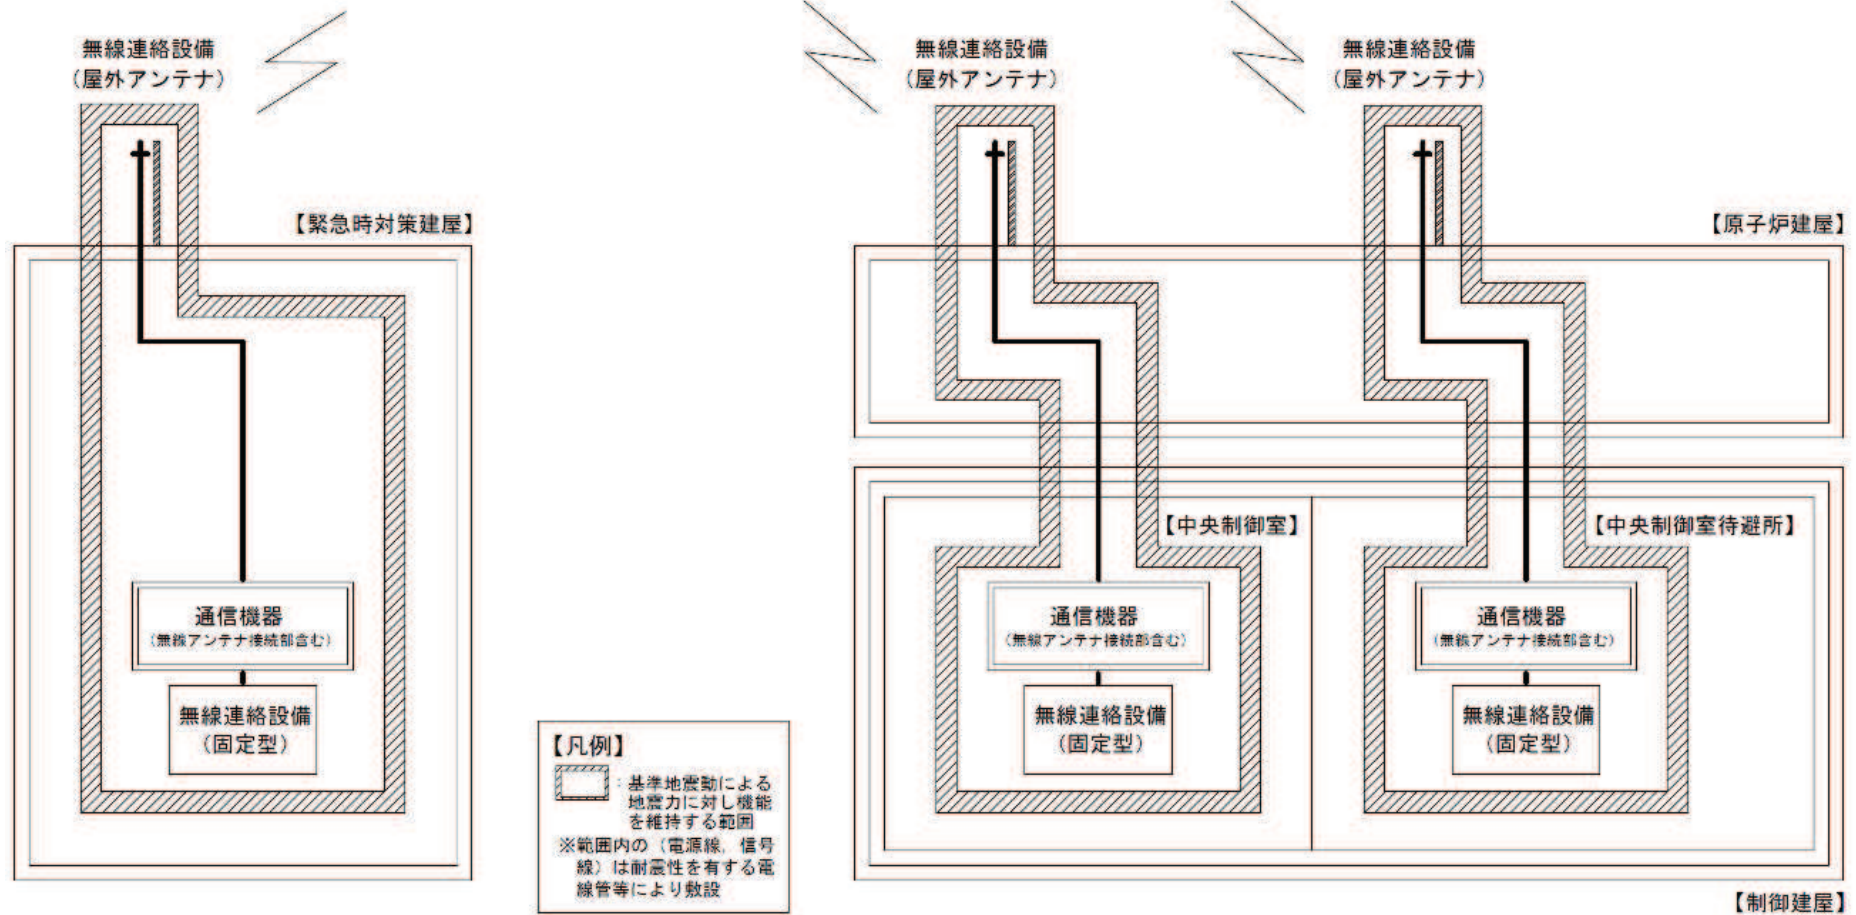 無線連絡設備
(屋外アンテナ)
無線連絡設備
(屋外アンテナ)
無線連絡設備
(屋外アンテナ)
【緊急時対策建屋】
【原子炉建屋】
【中央制御室】
【中央制御室待避所】
通信機器
(無線アンテナ接続部含む)
無線連絡設備
(固定型)
通信機器
(無線アンテナ接続部含む)
無線連絡設備
(固定型)
通信機器
(無線アンテナ接続部含む)
無線連絡設備
(固定型)
【凡例】
:基準地震動による
地震力に対し機能
を維持する範囲
※範囲内の(電源線,信号
線)は耐震性を有する電
線管等により敷設
【制御建屋】